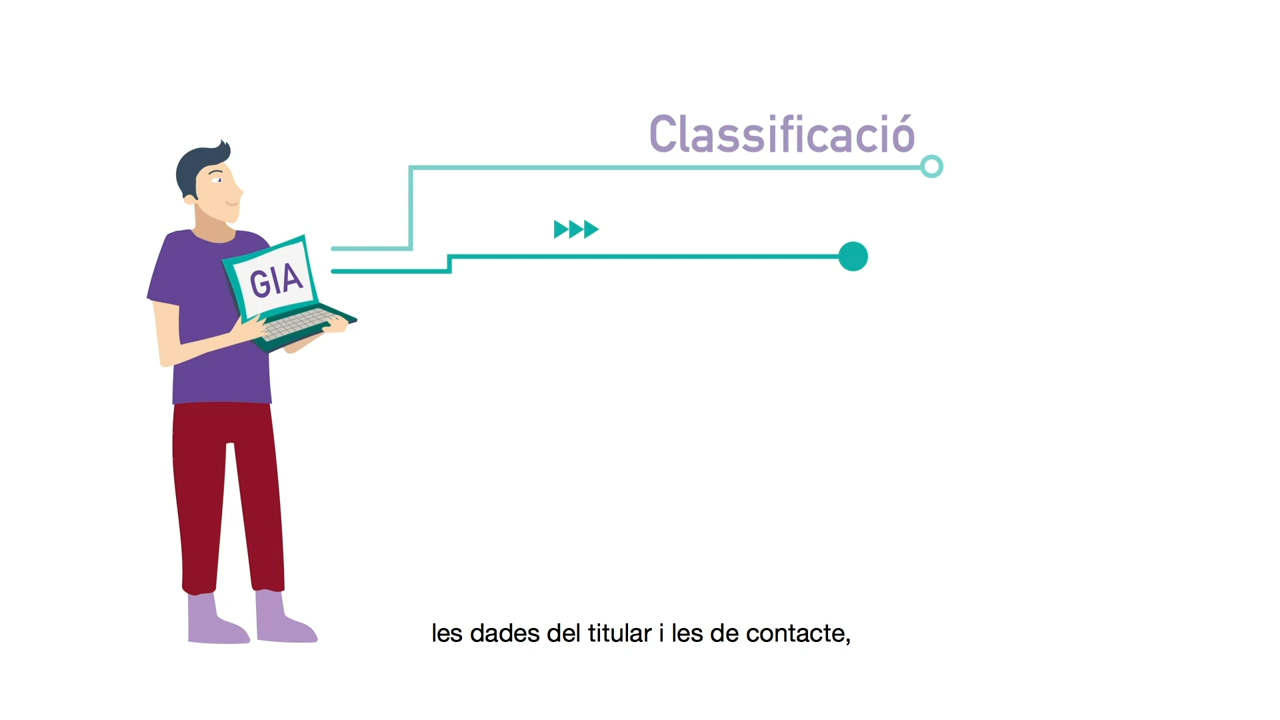 Classificació
GIA
les dades del titular i les de contacte,